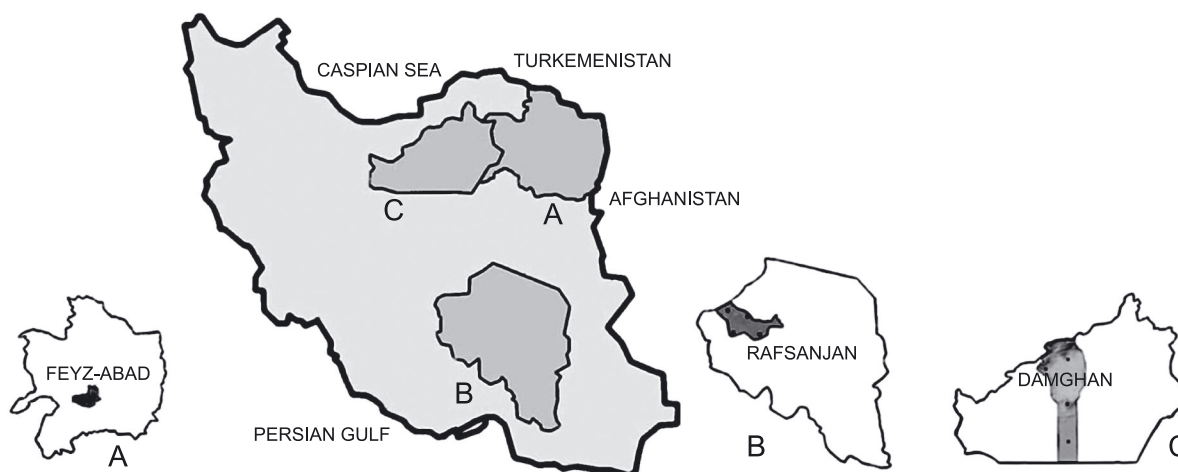 CASPIAN SEA
TURKEMENISTAN
C
A
AFGHANISTAN
FEYZ-ABAD
A
B
PERSIAN GULF
RAFSANJAN
B
DAMGHAN
C